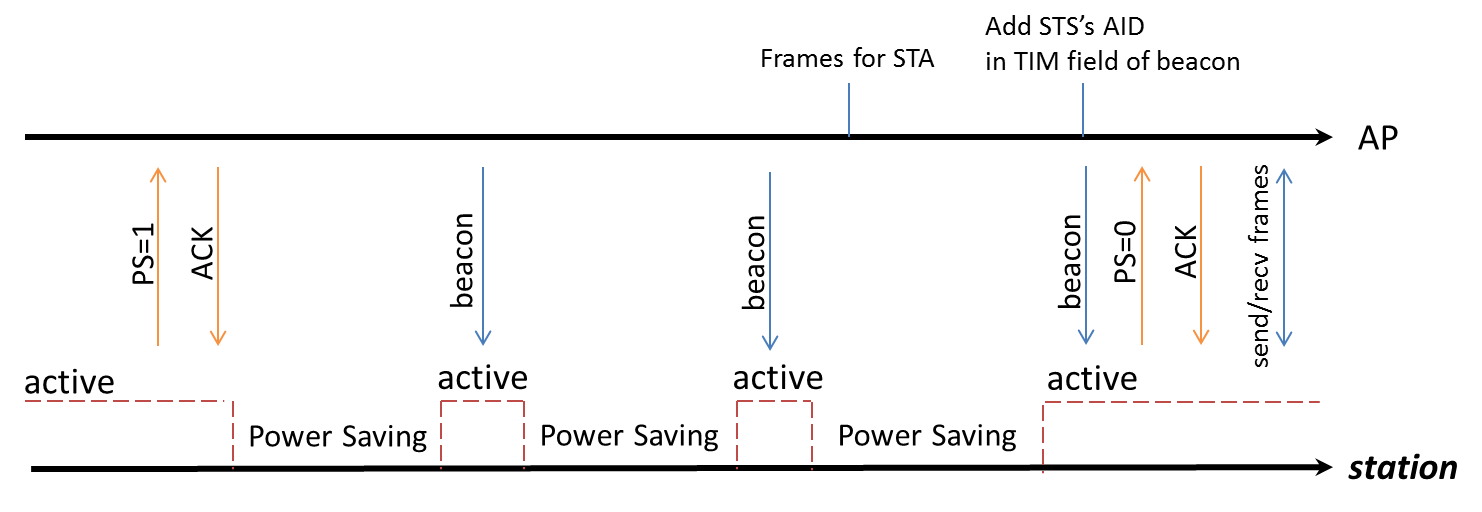 Add STS’s AID
Frames for STA
in TIM field of beacon
AP
PS=1
ACK
beacon
beacon
beacon
PS=0
ACK
send/recv frames
active
active
active
active
Power Saving
Power Saving
Power Saving
station